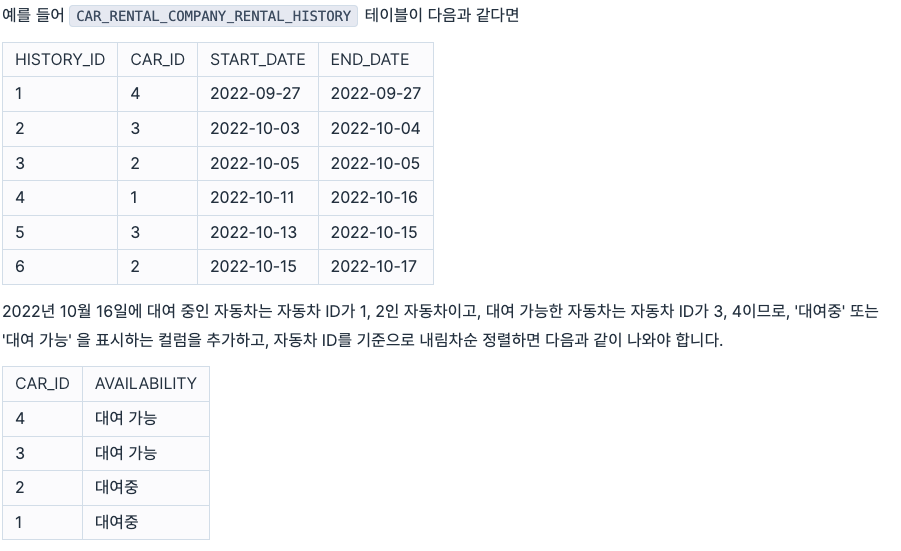 예를 들어 CAR_RENTAL_COMPANY_RENTAL_HISTORY 테이블이 다음과 같다면
HISTORY_ID CAR_ID START_DATE END_DATE
1 4 2022-09-27 2022-09-27
2 3 2022-10-03 2022-10-04
3 2 2022-10-05 2022-10-05
4 1 2022-10-11 2022-10-16
5 3 2022-10-13 2022-10-15
6 2 2022-10-15 2022-10-17
2022년 10월 16일에 대여 중인 자동차는 자동차 ID가 1, 2인 자동차이고, 대여 가능한 자동차는 자동차 ID가 3, 4이므로, '대여중' 또는
'대여 가능' 을 표시하는 컬럼을 추가하고, 자동차 ID를 기준으로 내림차순 정렬하면 다음과 같이 나와야 합니다.
CAR_ID AVAILABILITY
4 대여 가능
3 대여 가능
2 대여중
1 대여중